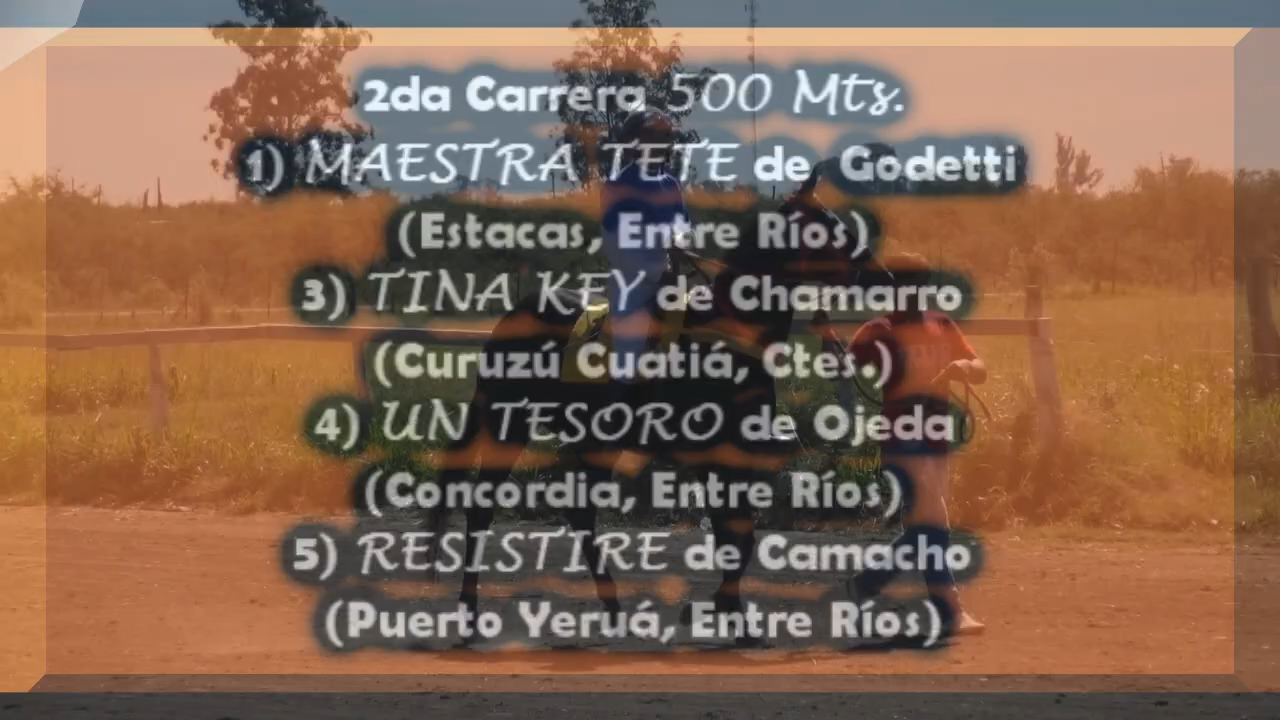 2da Carrera 500 Mts.
1) MAESTRA TETE de Godetti
(Estacas, Entre Ríos)
3) TINA KEY de Chamarro
(Curuzú Cuatiá, Ctes.)
4) UN TESORO de Ojeda
(Concordia, Entre Ríos)
5) RESISTIRE de Camacho
(Puerto Yeruá, Entre Ríos)